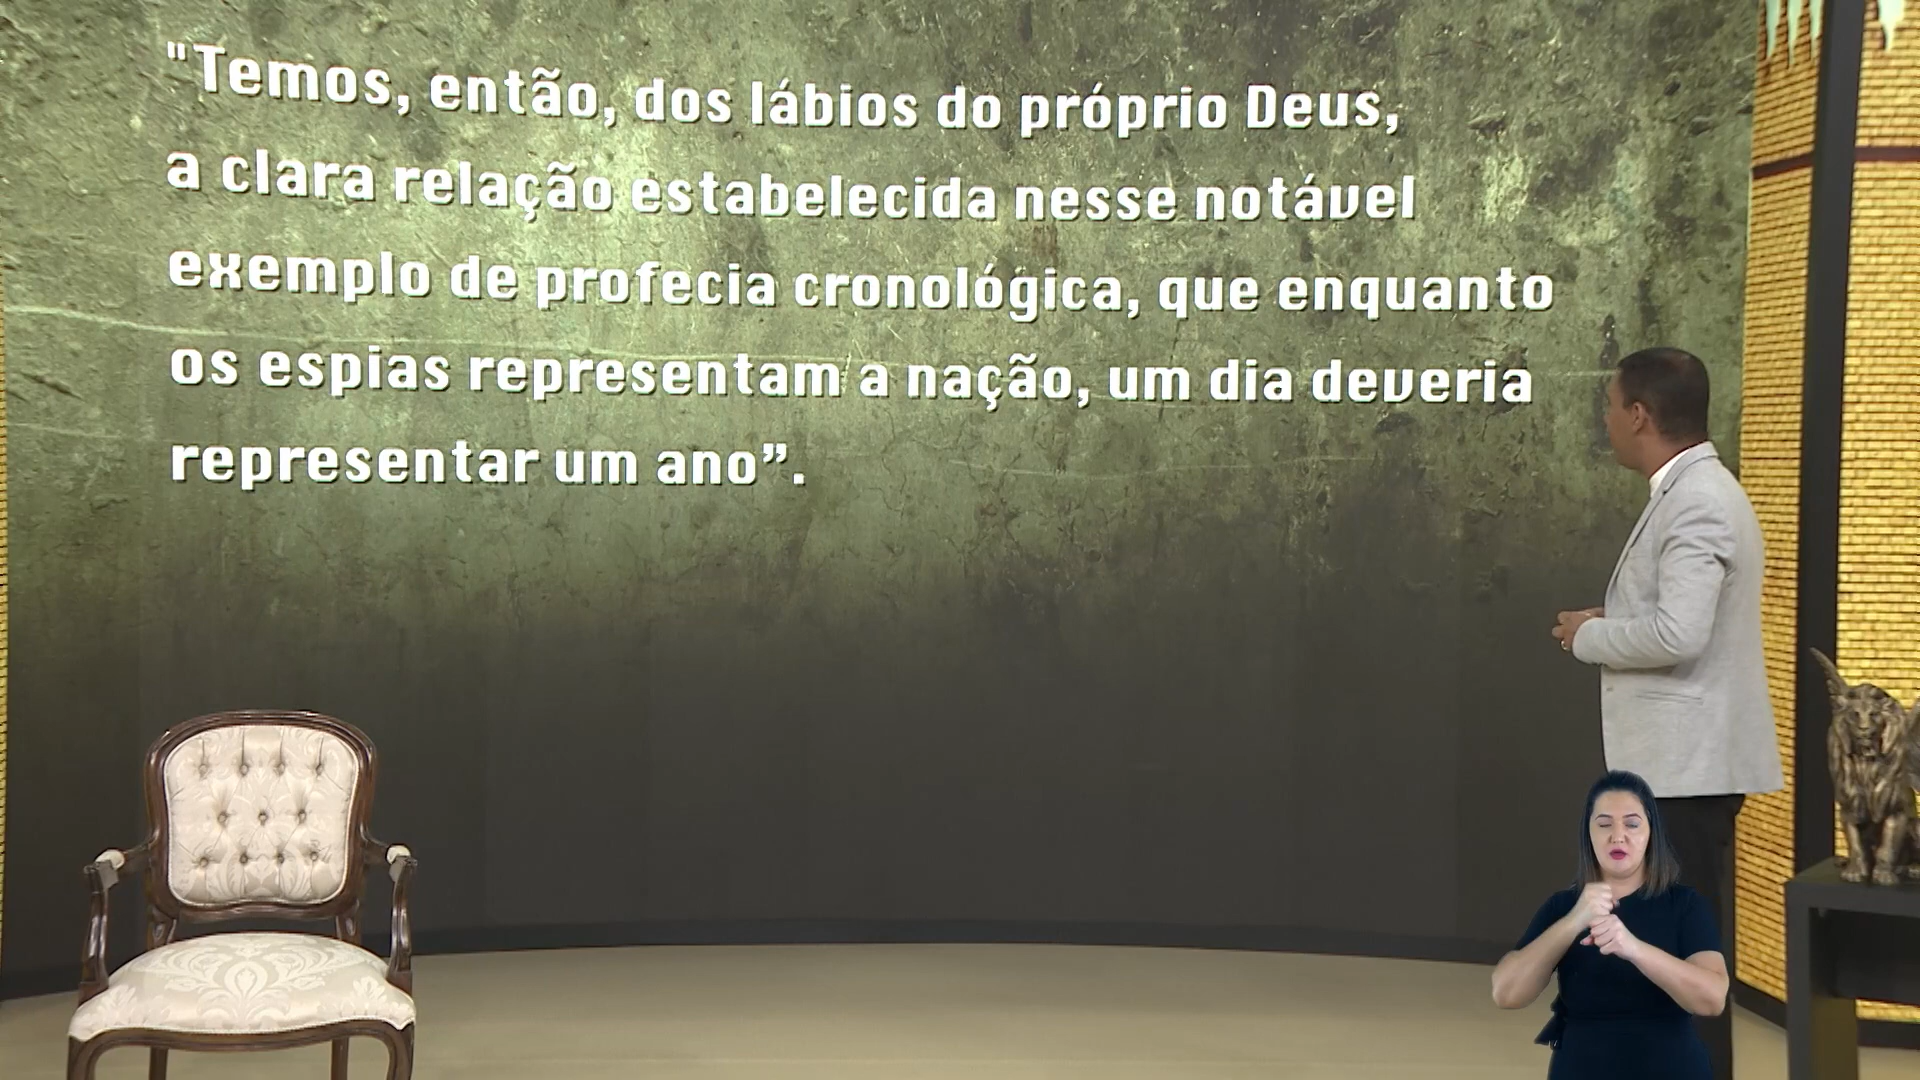 "Temos, então, dos lábios do próprio Deus,
a clara relação estabelecida nesse notável
exemplo de profecia cronológica, que enquanto
os espias representam a nação, um dia deveria
representar um ano”.